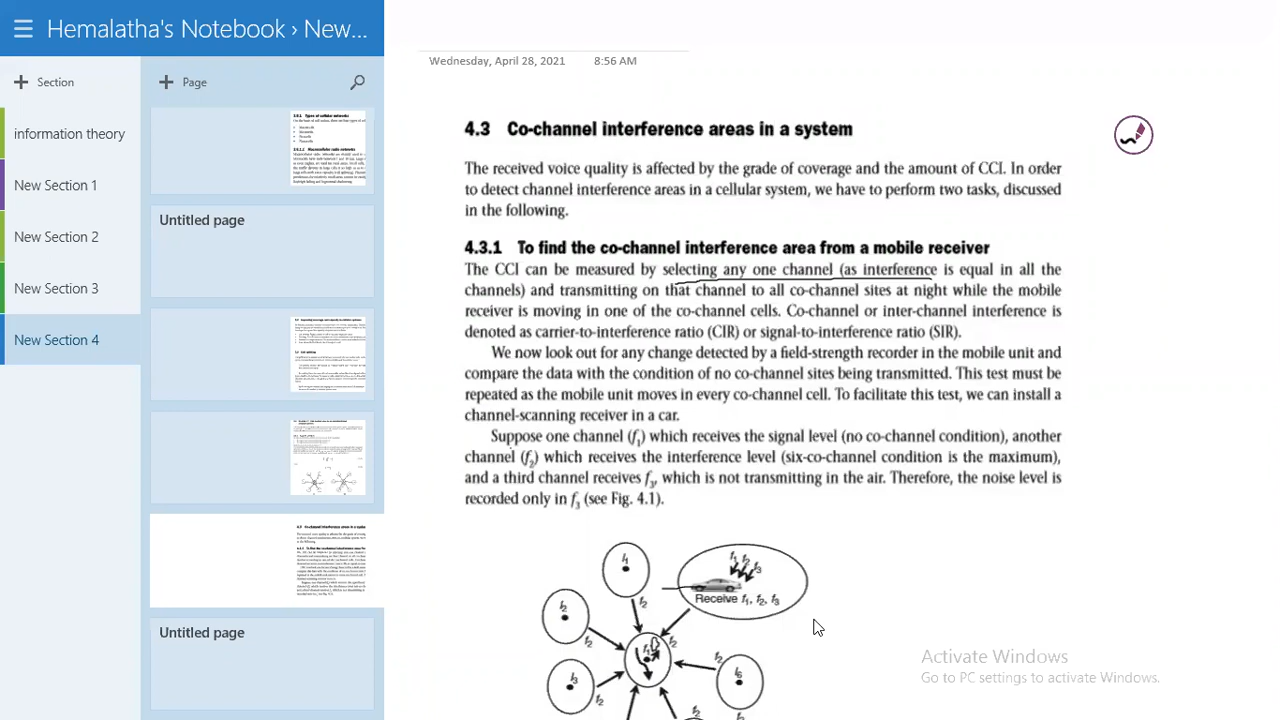 Hemalatha's Notebook › New...
Section
Page
information theory
New Section 1
New Section 2
New Section 3
New Section 4
Untitled page
Untitled page
Wednesday, April 28, 2021 8:56 AM
4.3 Co-channel interference areas in a system
The received voice quality is affected by the grade of coverage and the amount of CCI. In order
to detect channel interference areas in a cellular system, we have to perform two tasks, discussed
in the following.
4.3.1 To find the co-channel interference area from a mobile receiver
The CCI can be measured by selecting any one channel (as interference is equal in all the
channels) and transmitting on that channel to all co-channel sites at night while the mobile
receiver is moving in one of the co-channel cells. Co-channel or inter-channel interference is
denoted as carrier-to-interference ratio (CIR) or signal-to-interference ratio (SIR).
We now look out for any change detected by a field-strength recorder in the mobile unit and
compare the data with the condition of no co-channel sites being transmitted. This test must be
repeated as the mobile unit moves in every co-channel cell. To facilitate this test, we can install a
channel-scanning receiver in a car.
Suppose one channel (f₁) which receives the signal level (no co-channel condition), another
channel (f₂) which receives the interference level (six-co-channel condition is the maximum),
and a third channel receives f₃, which is not transmitting in the air. Therefore, the noise level is
recorded only in f₃ (see Fig. 4.1).
f₁ f₂ f₃
Receive f₁, f₂, f₃
f₂
f₂
f₂
f₂
f₂
f₂
Activate Windows
Go to PC settings to activate Windows.